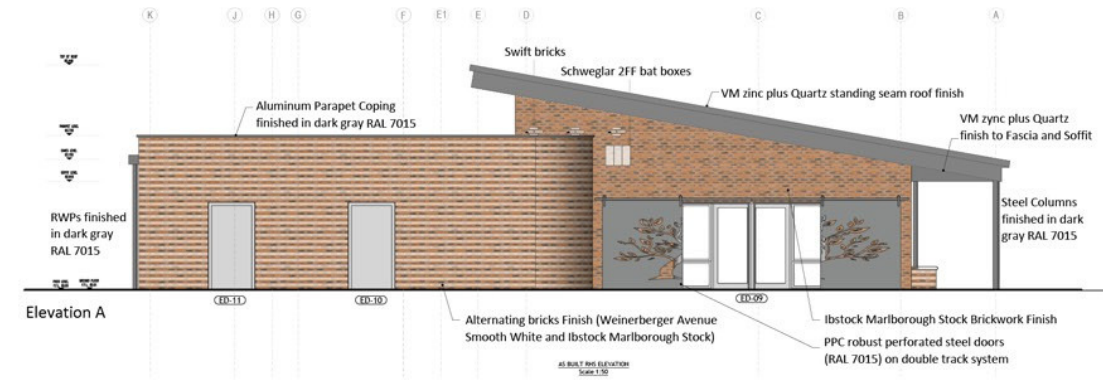 K J H G F E1 E D C B A
Swift bricks
Schweglar 2FF bat boxes
VM zinc plus Quartz standing seam roof finish
Aluminum Parapet Coping
finished in dark gray RAL 7015
VM zync plus Quartz
finish to Fascia and Soffit
RWPs finished
in dark gray
RAL 7015
Steel Columns
finished in dark
gray RAL 7015
ED-11
ED-10
ED-09
Elevation A
Alternating bricks Finish (Weinerberger Avenue
Smooth White and Ibstock Marlborough Stock)
Ibstock Marlborough Stock Brickwork Finish
PPC robust perforated steel doors
(RAL 7015) on double track system
AS BUILT RHS ELEVATION
Scale 1:50